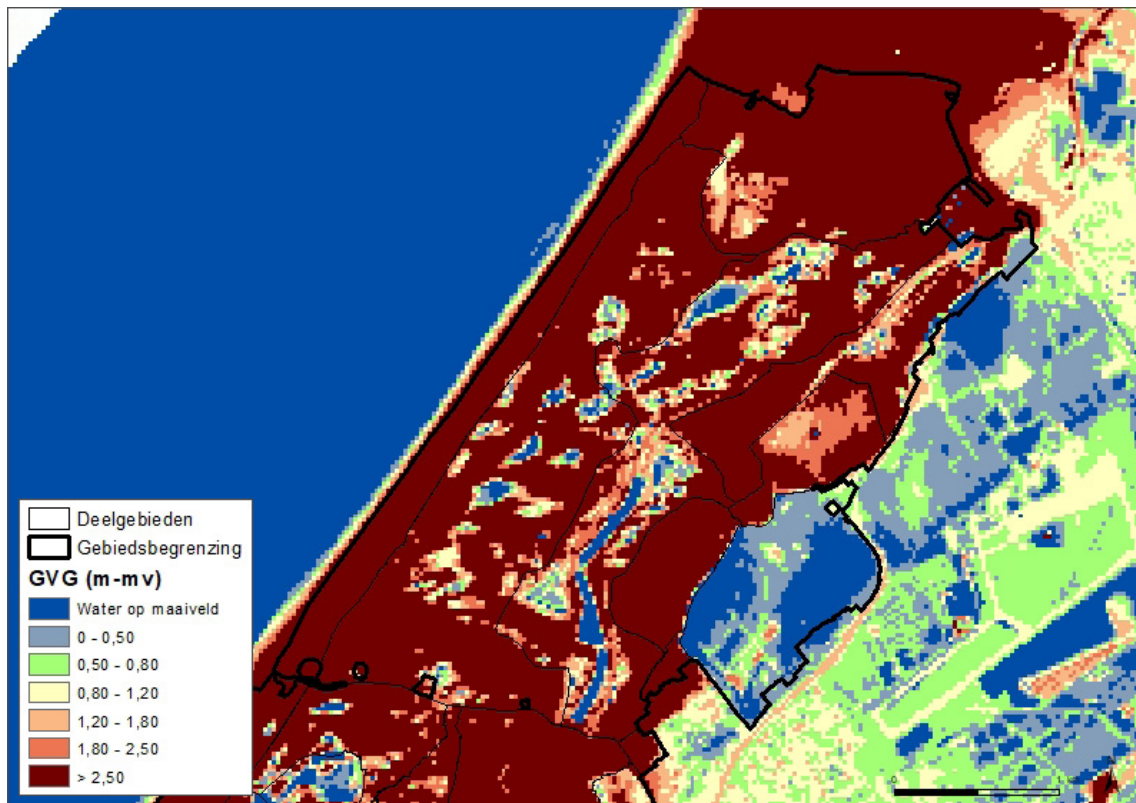 Deelgebieden
Gebiedsbegrenzing
GVG (m-mv)
Water op maaiveld
0 - 0,50
0,50 - 0,80
0,80 - 1,20
1,20 - 1,80
1,80 - 2,50
> 2,50
0